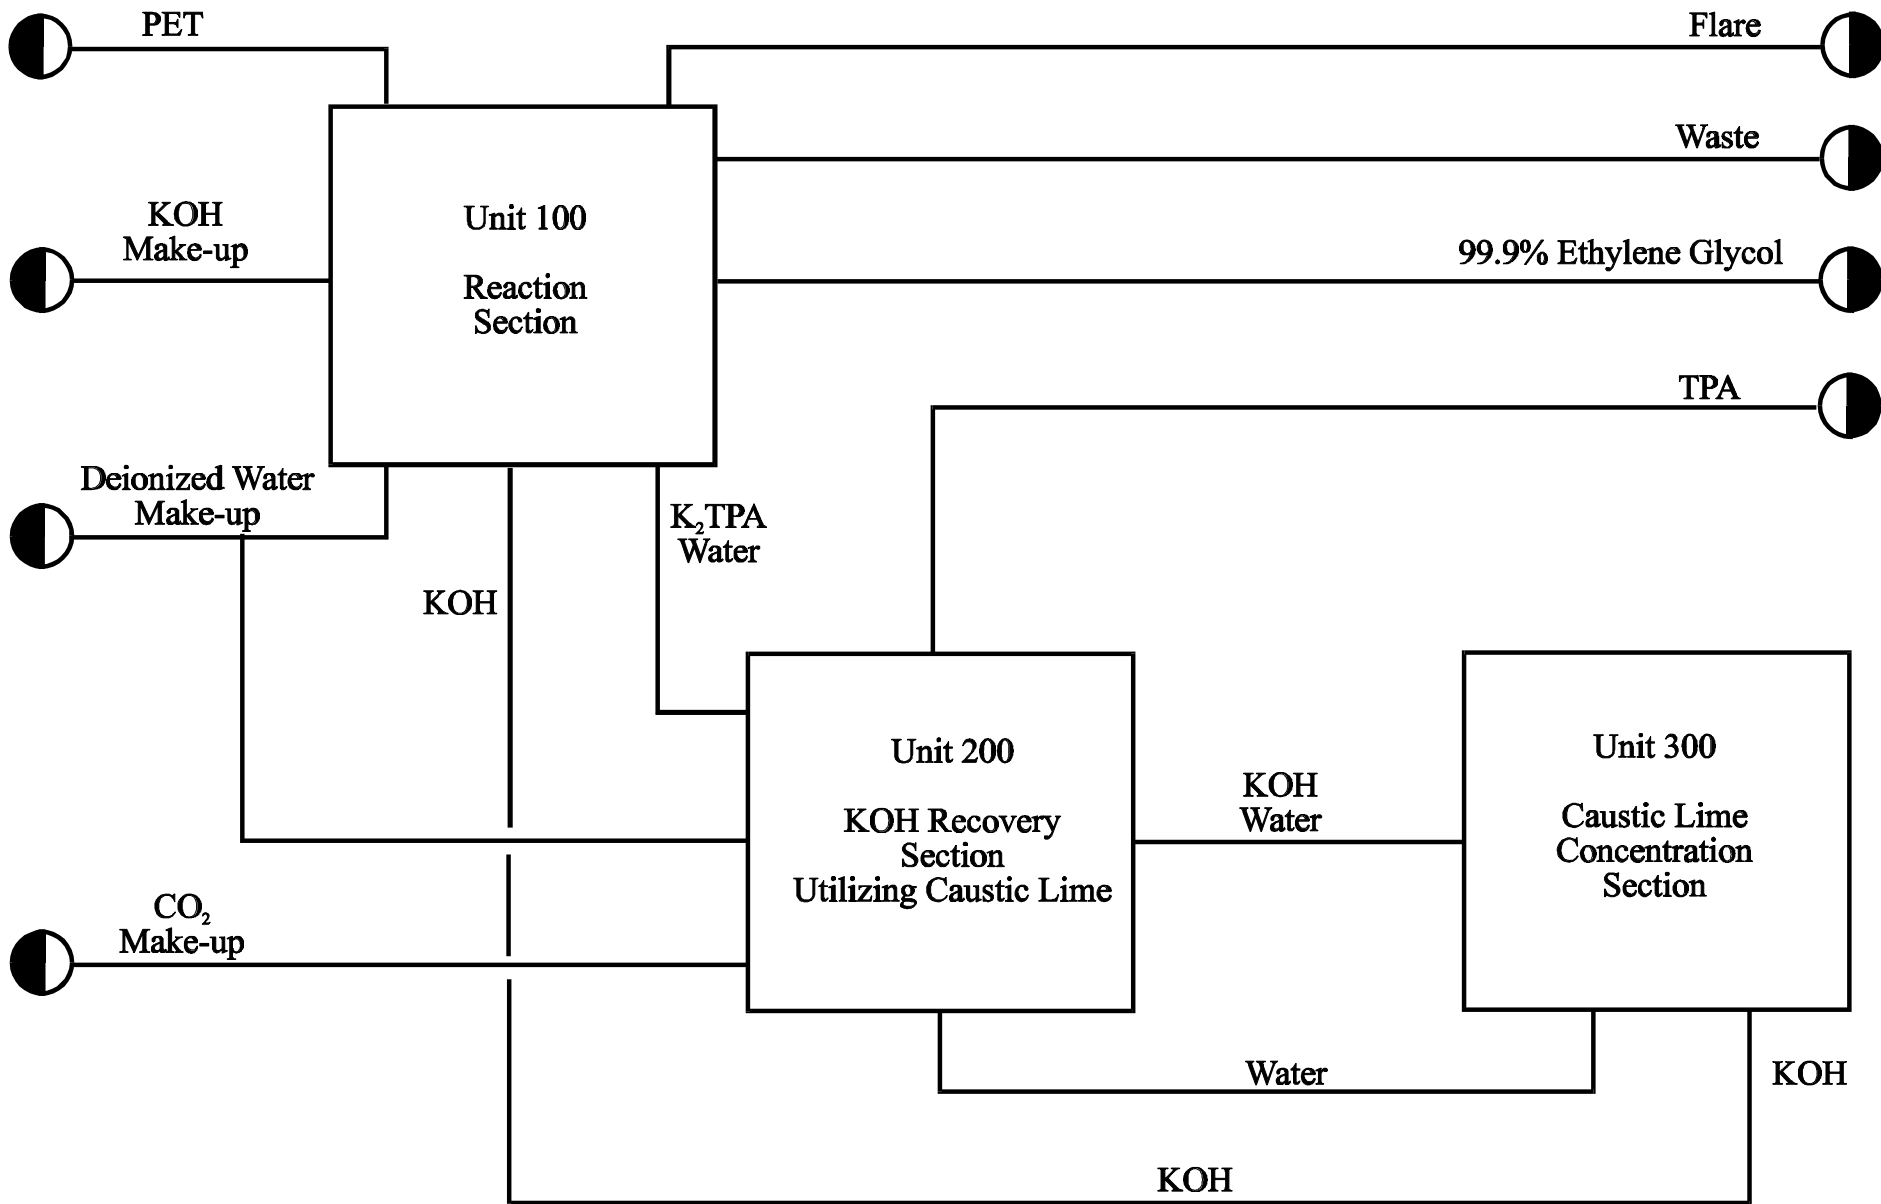 PET
Flare
Waste
KOH
Make-up
Unit 100
Reaction
Section
99.9% Ethylene Glycol
TPA
Deionized Water
Make-up
K₂TPA
Water
KOH
Unit 200
KOH Recovery
Section
Utilizing Caustic Lime
KOH
Water
Unit 300
Caustic Lime
Concentration
Section
CO₂
Make-up
Water
KOH
KOH